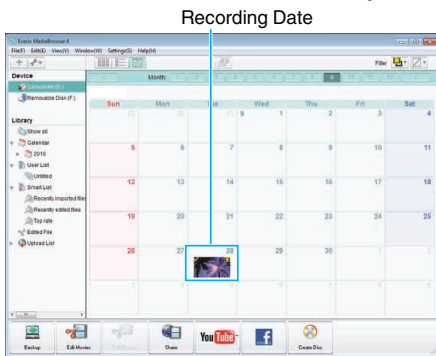 Recording Date
Everio MediaBrowser 4
File(F) Edit(E) View(V) Window(W) Settings(S) Help(H)
Filter
Device
Month
Removable Disk (F:)
Library
Show all
Calendar
2010
User List
Untitled
Smart List
Recently imported files
Recently edited files
Top rate
Edited File
Upload List
Sun Mon Tue Wed Thu Fri Sat
9 1 2 3 4
5 6 7 8 9 10 11
12 13 14 15 16 17 18
19 20 21 22 23 24 25
26 27 28 29 30
Backup Edit Movies Share YouTube f Create Disc